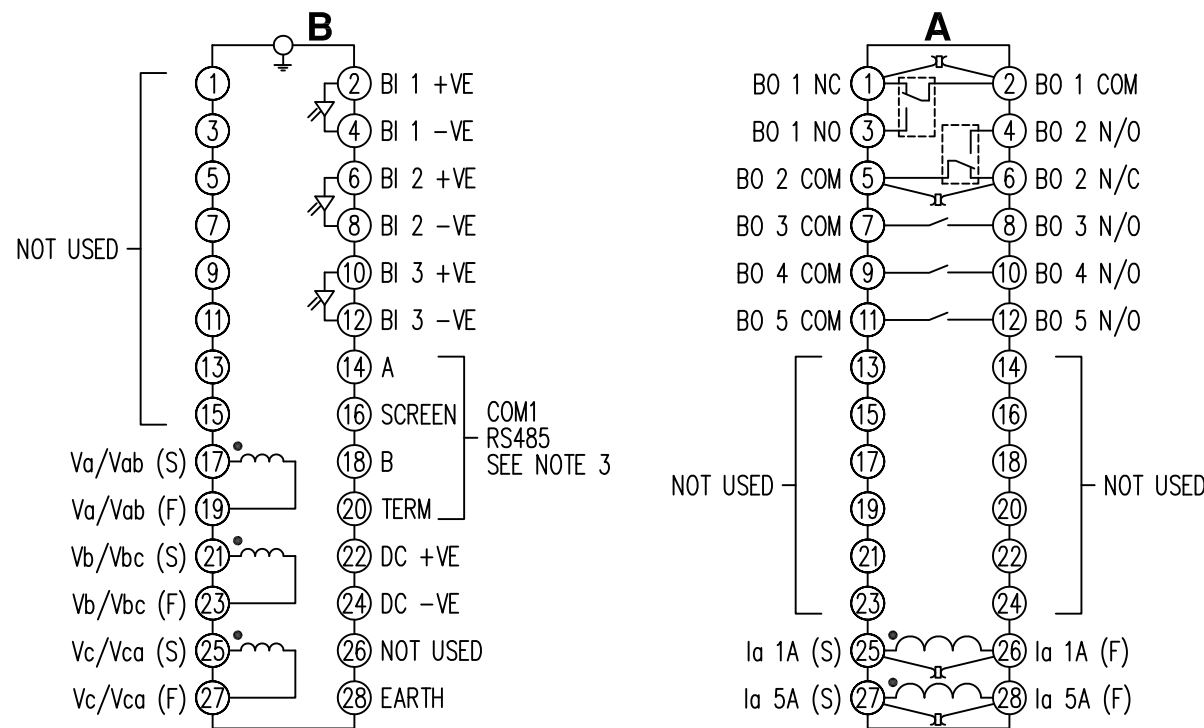 B
A
1
2 BI 1 +VE
3
4 BI 1 -VE
5
6 BI 2 +VE
7
8 BI 2 -VE
NOT USED
9
10 BI 3 +VE
11
12 BI 3 -VE
13
14 A
15
16 SCREEN
COM1
RS485
SEE NOTE 3
Va/Vab (S) 17
18 B
Va/Vab (F) 19
20 TERM
Vb/Vbc (S) 21
22 DC +VE
Vb/Vbc (F) 23
24 DC -VE
Vc/Vca (S) 25
26 NOT USED
Vc/Vca (F) 27
28 EARTH
BO 1 NC 1
2 BO 1 COM
BO 1 NO 3
4 BO 2 N/O
BO 2 COM 5
6 BO 2 N/C
BO 3 COM 7
8 BO 3 N/O
BO 4 COM 9
10 BO 4 N/O
BO 5 COM 11
12 BO 5 N/O
13
14
15
16
17
18
NOT USED
NOT USED
19
20
21
22
23
24
Ia 1A (S) 25
26 Ia 1A (F)
Ia 5A (S) 27
28 Ia 5A (F)